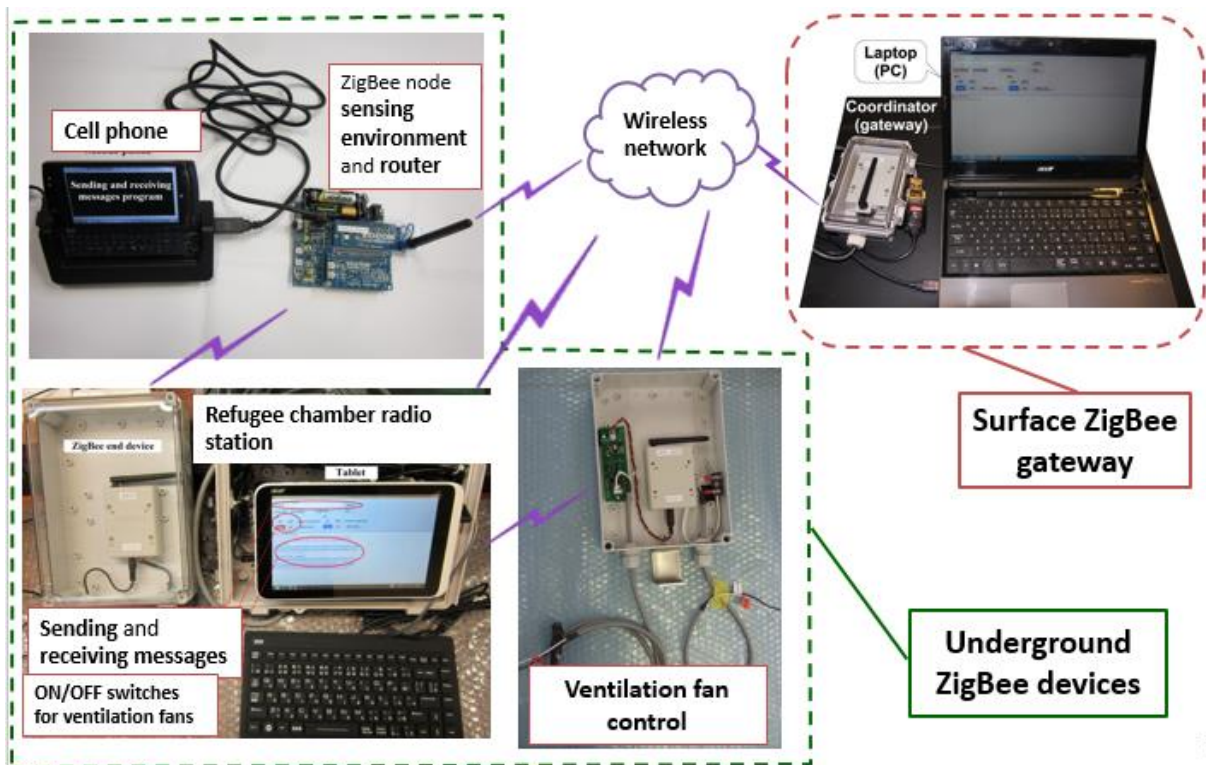 ZigBee node
sensing
environment
and router
Cell phone
Sending and receiving
messages program
Wireless
network
Laptop
(PC)
Coordinator
(gateway)
acer
Surface ZigBee
gateway
Refugee chamber radio
station
ZigBee end device
Tablet
acer
Sending and
receiving messages
ON/OFF switches
for ventilation fans
Ventilation fan
control
Underground
ZigBee devices